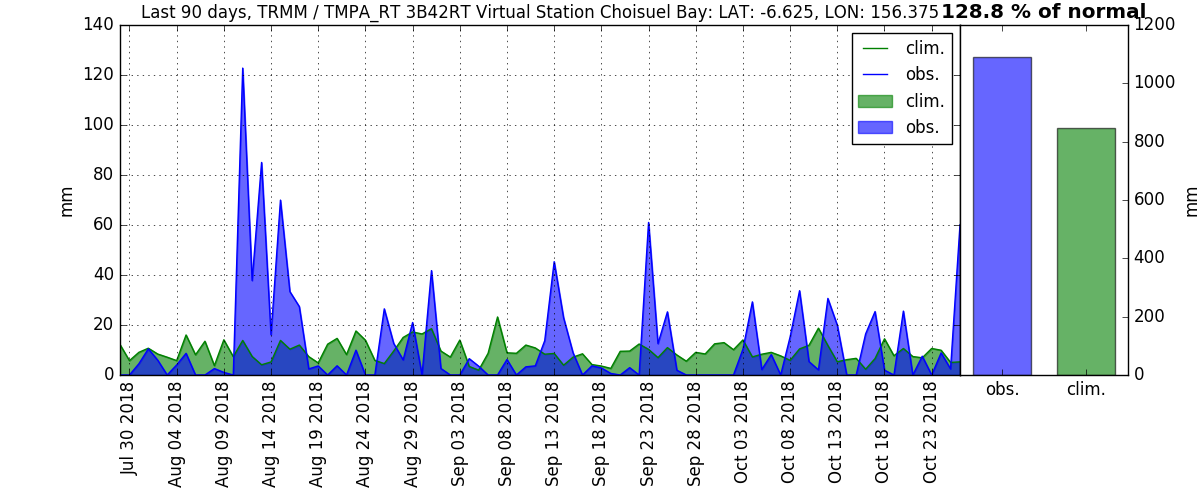 Last 90 days, TRMM / TMPA_RT 3B42RT Virtual Station Choisuel Bay: LAT: -6.625, LON: 156.375
128.8 % of normal
140
120
100
80
60
40
20
0
mm
clim.
obs.
clim.
obs.
Jul 30 2018
Aug 04 2018
Aug 09 2018
Aug 14 2018
Aug 19 2018
Aug 24 2018
Aug 29 2018
Sep 03 2018
Sep 08 2018
Sep 13 2018
Sep 18 2018
Sep 23 2018
Sep 28 2018
Oct 03 2018
Oct 08 2018
Oct 13 2018
Oct 18 2018
Oct 23 2018
1200
1000
800
600
400
200
0
mm
obs.
clim.